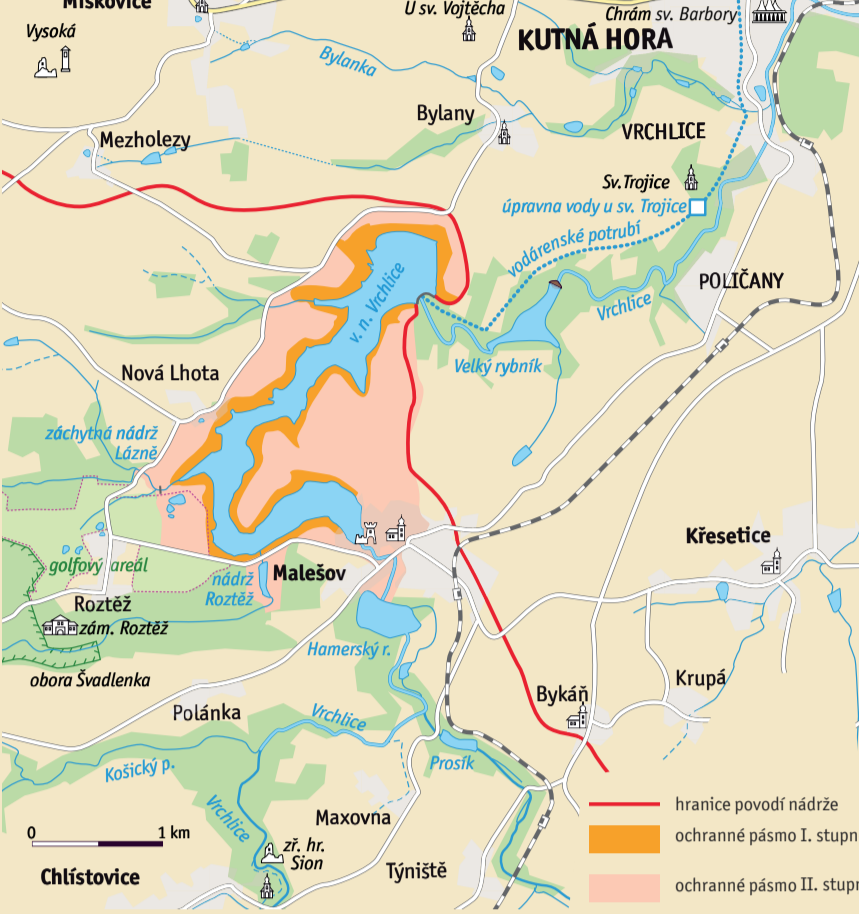 Miskovice
U sv. Vojtěcha
Chrám sv. Barbory
Vysoká
KUTNÁ HORA
Bylanka
Bylany
VRCHLICE
Mezholezy
Sv. Trojice
úpravna vody u sv. Trojice
vodárenské potrubí
v. n. Vrchlice
POLIČANY
Vrchlice
Velký rybník
Nová Lhota
záchytná nádrž
Lázně
Křesetice
golfový areál
nádrž
Roztěž
Malešov
Roztěž
zám. Roztěž
Hamerský r.
obora Švadlenka
Krupá
Bykáň
Polánka
Vrchlice
Prosík
Košický p.
Vrchlice
Maxovna
hranice povodí nádrže
ochranné pásmo I. stupn
ochranné pásmo II. stupn
0 1 km
zř. hr.
Sion
Chlístovice
Týniště